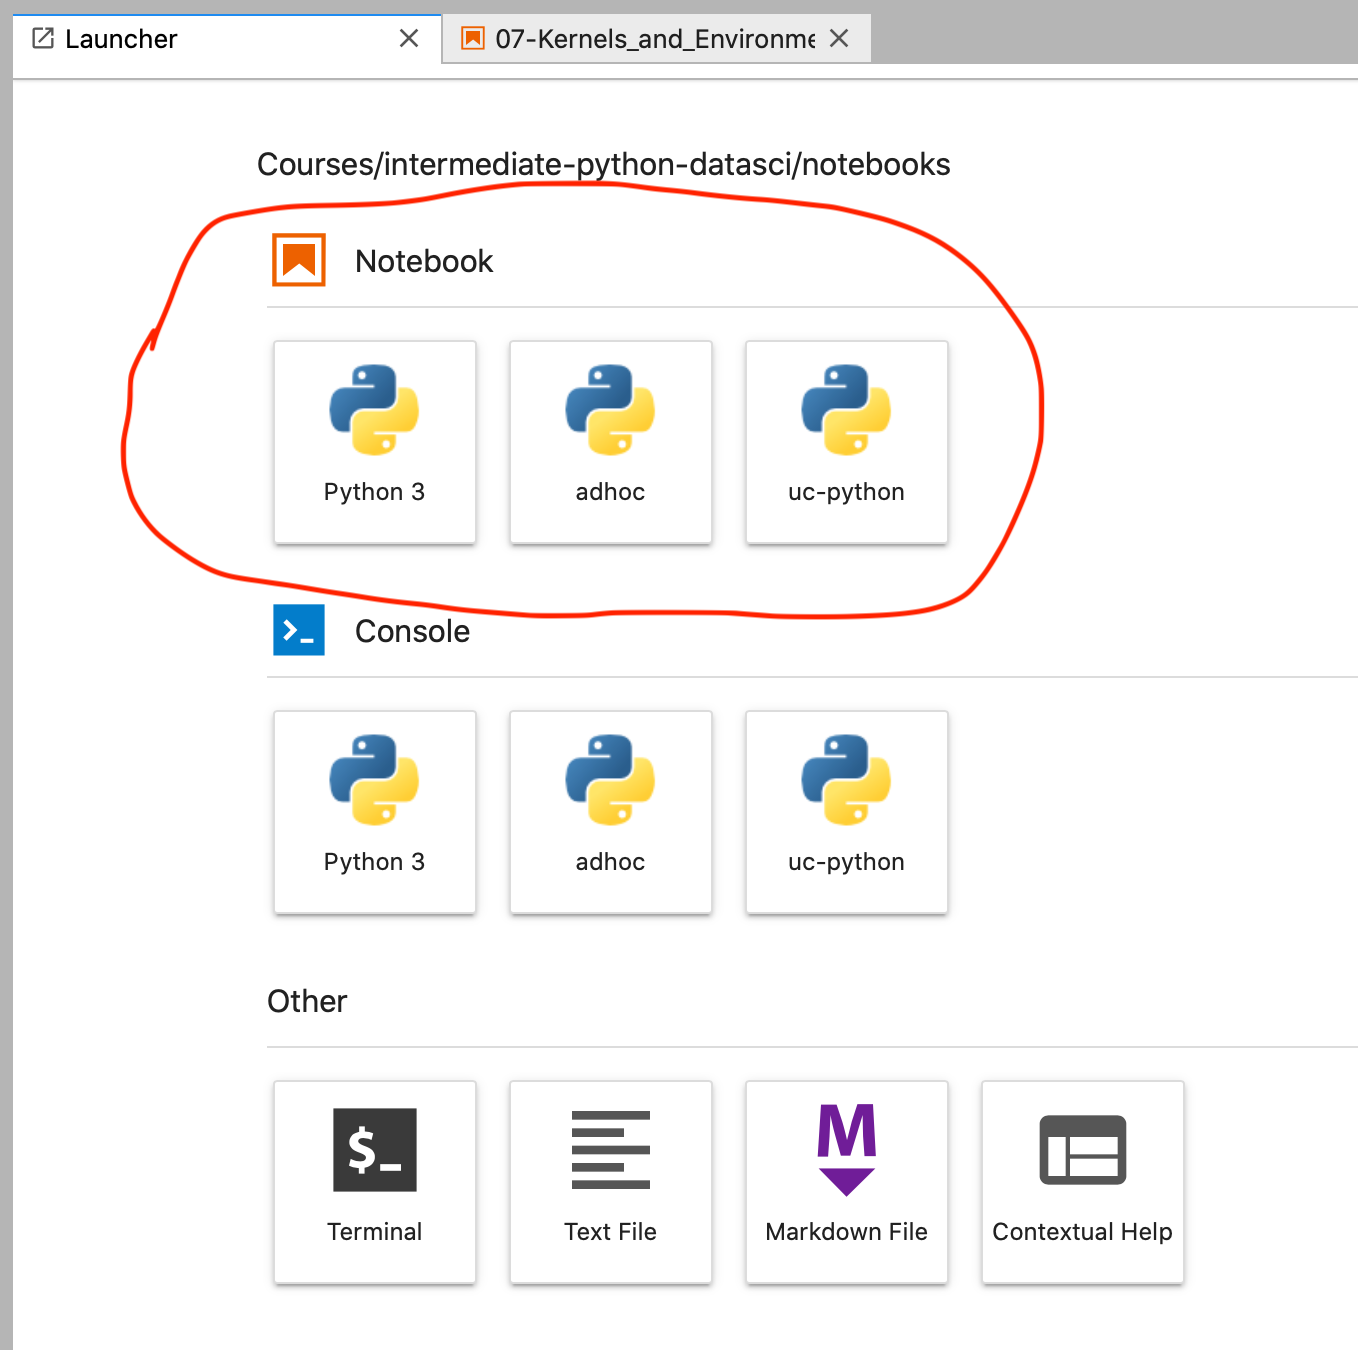 Launcher
07-Kernels_and_Environme
Courses/intermediate-python-datasci/notebooks
Notebook
Python 3
adhoc
uc-python
Console
Python 3
adhoc
uc-python
Other
$_
Terminal
Text File
M
Markdown File
Contextual Help